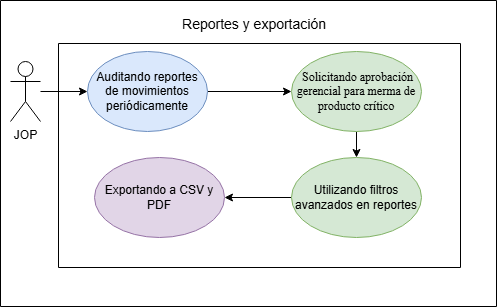 Reportes y exportación
Auditando reportes
de movimientos
periódicamente
Solicitando aprobación
gerencial para merma de
producto crítico
JOP
Exportando a CSV y
PDF
Utilizando filtros
avanzados en reportes